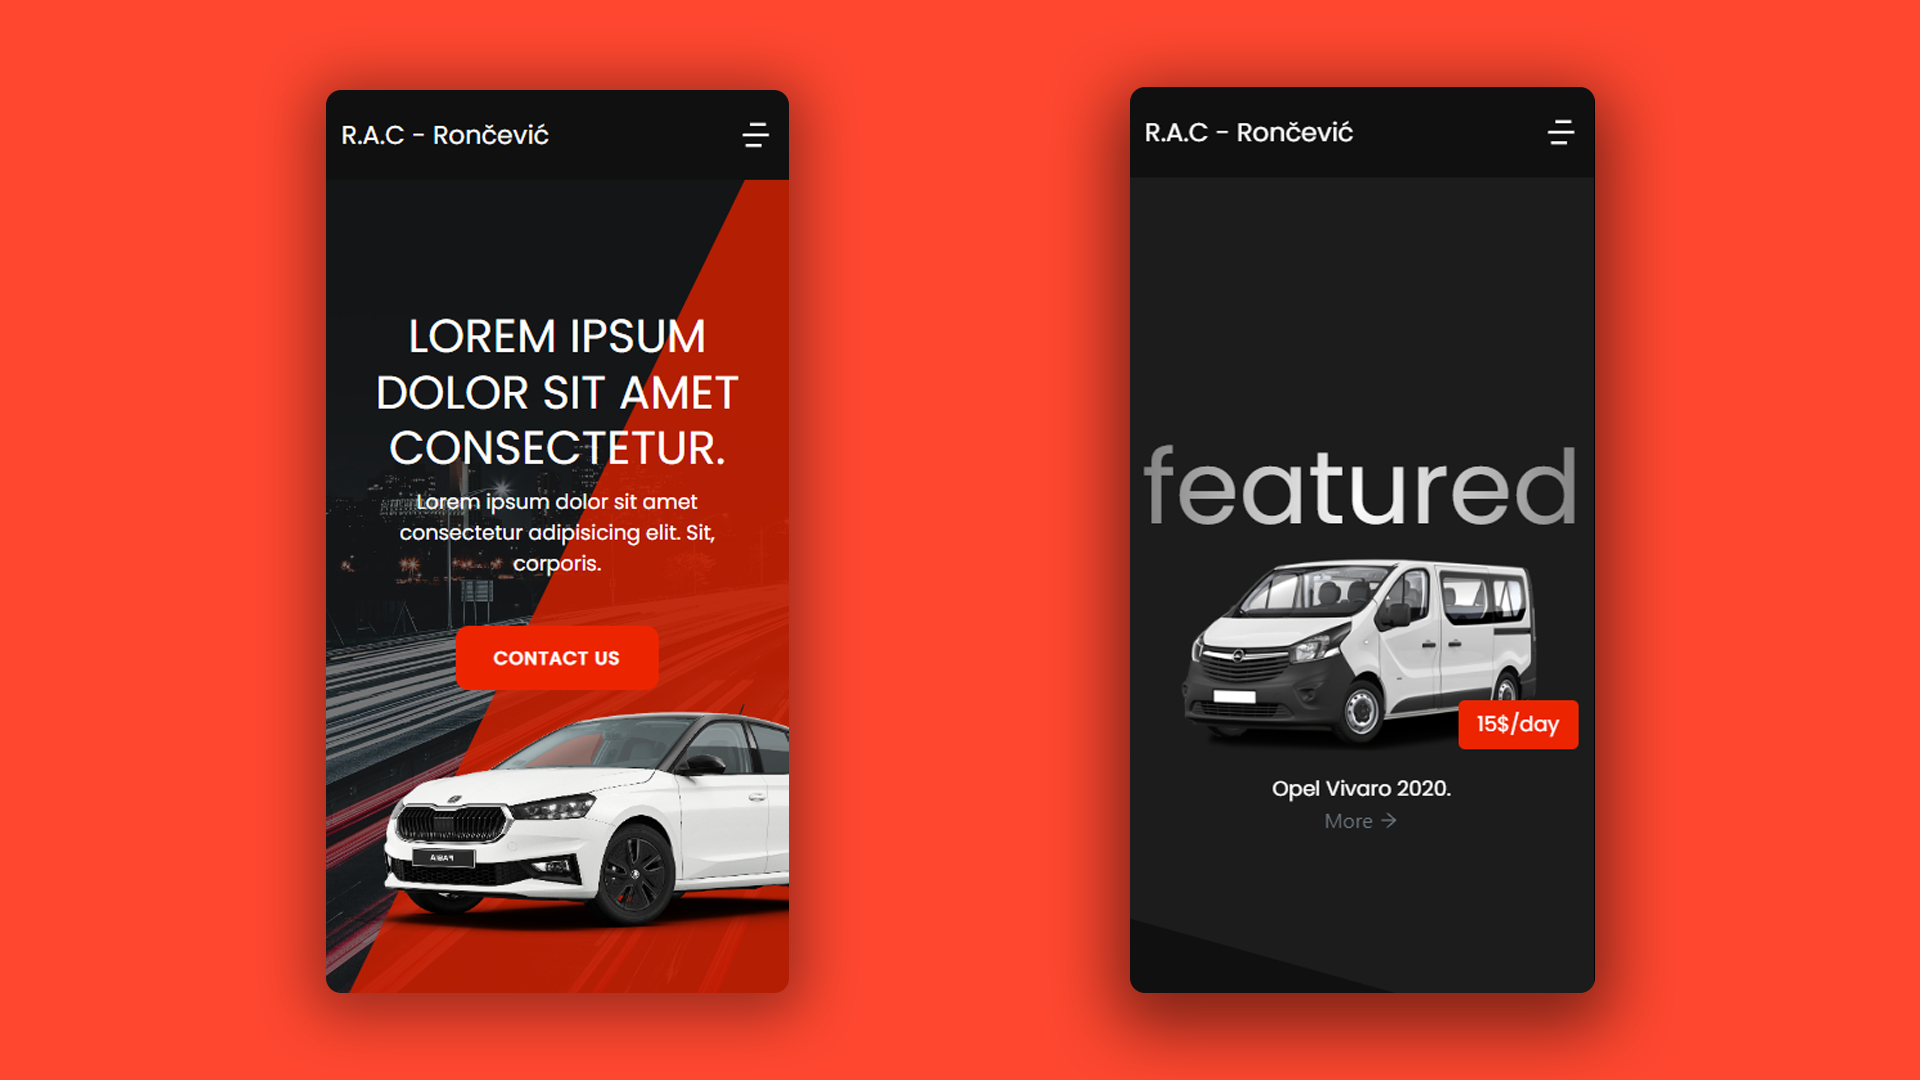 R.A.C - Rončević
LOREM IPSUM
DOLOR SIT AMET
CONSECTETUR.
Lorem ipsum dolor sit amet
consectetur adipisicing elit. Sit,
corporis.
CONTACT US
R.A.C - Rončević
featured
15$/day
Opel Vivaro 2020.
More →